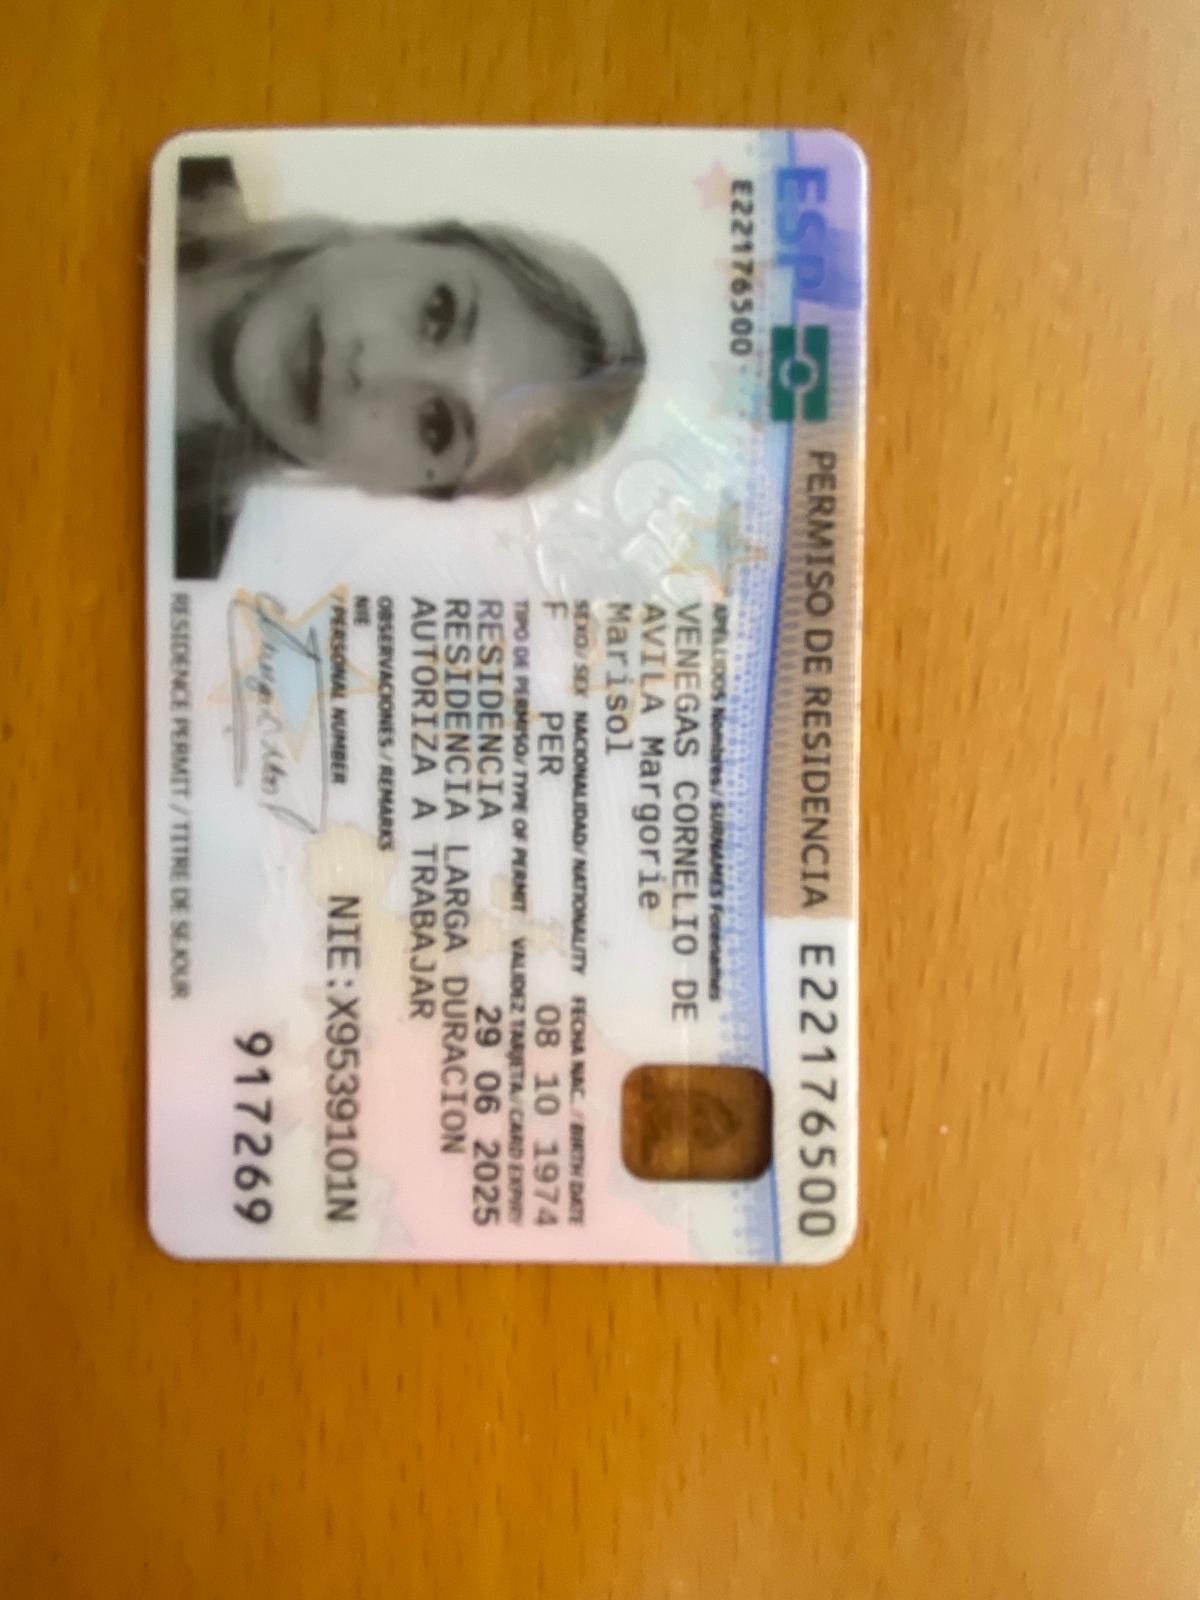 ESP PERMISO DE RESIDENCIA E22176500
E22176500
APELLIDOS Nombres / SURNAMES Forenames
VENEGAS CORNELIO DE
AVILA Margorie
Marisol
SEXO / SEX NACIONALIDAD / NATIONALITY FECHA NAC. / BIRTH DATE
F PER 08 10 1974
TIPO DE PERMISO / TYPE OF PERMIT VALIDEZ TARJETA / CARD EXPIRY
RESIDENCIA 29 06 2025
RESIDENCIA LARGA DURACION
AUTORIZA A TRABAJAR
OBSERVACIONES / REMARKS
NIE
/ PERSONAL NUMBER NIE:X9539101N
917269
RESIDENCE PERMIT / TITRE DE SÉJOUR